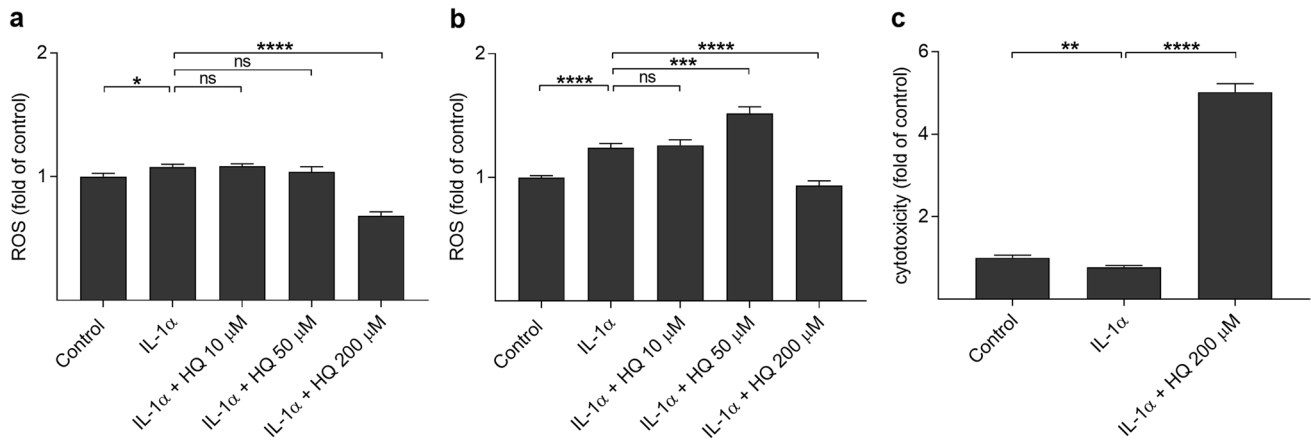 a
ROS (fold of control)
2
1
*
ns
ns
****
Control
IL-1α
IL-1α + HQ 10 μM
IL-1α + HQ 50 μM
IL-1α + HQ 200 μM
b
ROS (fold of control)
2
1
****
ns
***
****
Control
IL-1α
IL-1α + HQ 10 μM
IL-1α + HQ 50 μM
IL-1α + HQ 200 μM
c
cytotoxicity (fold of control)
6
4
2
**
****
Control
IL-1α
IL-1α + HQ 200 μM